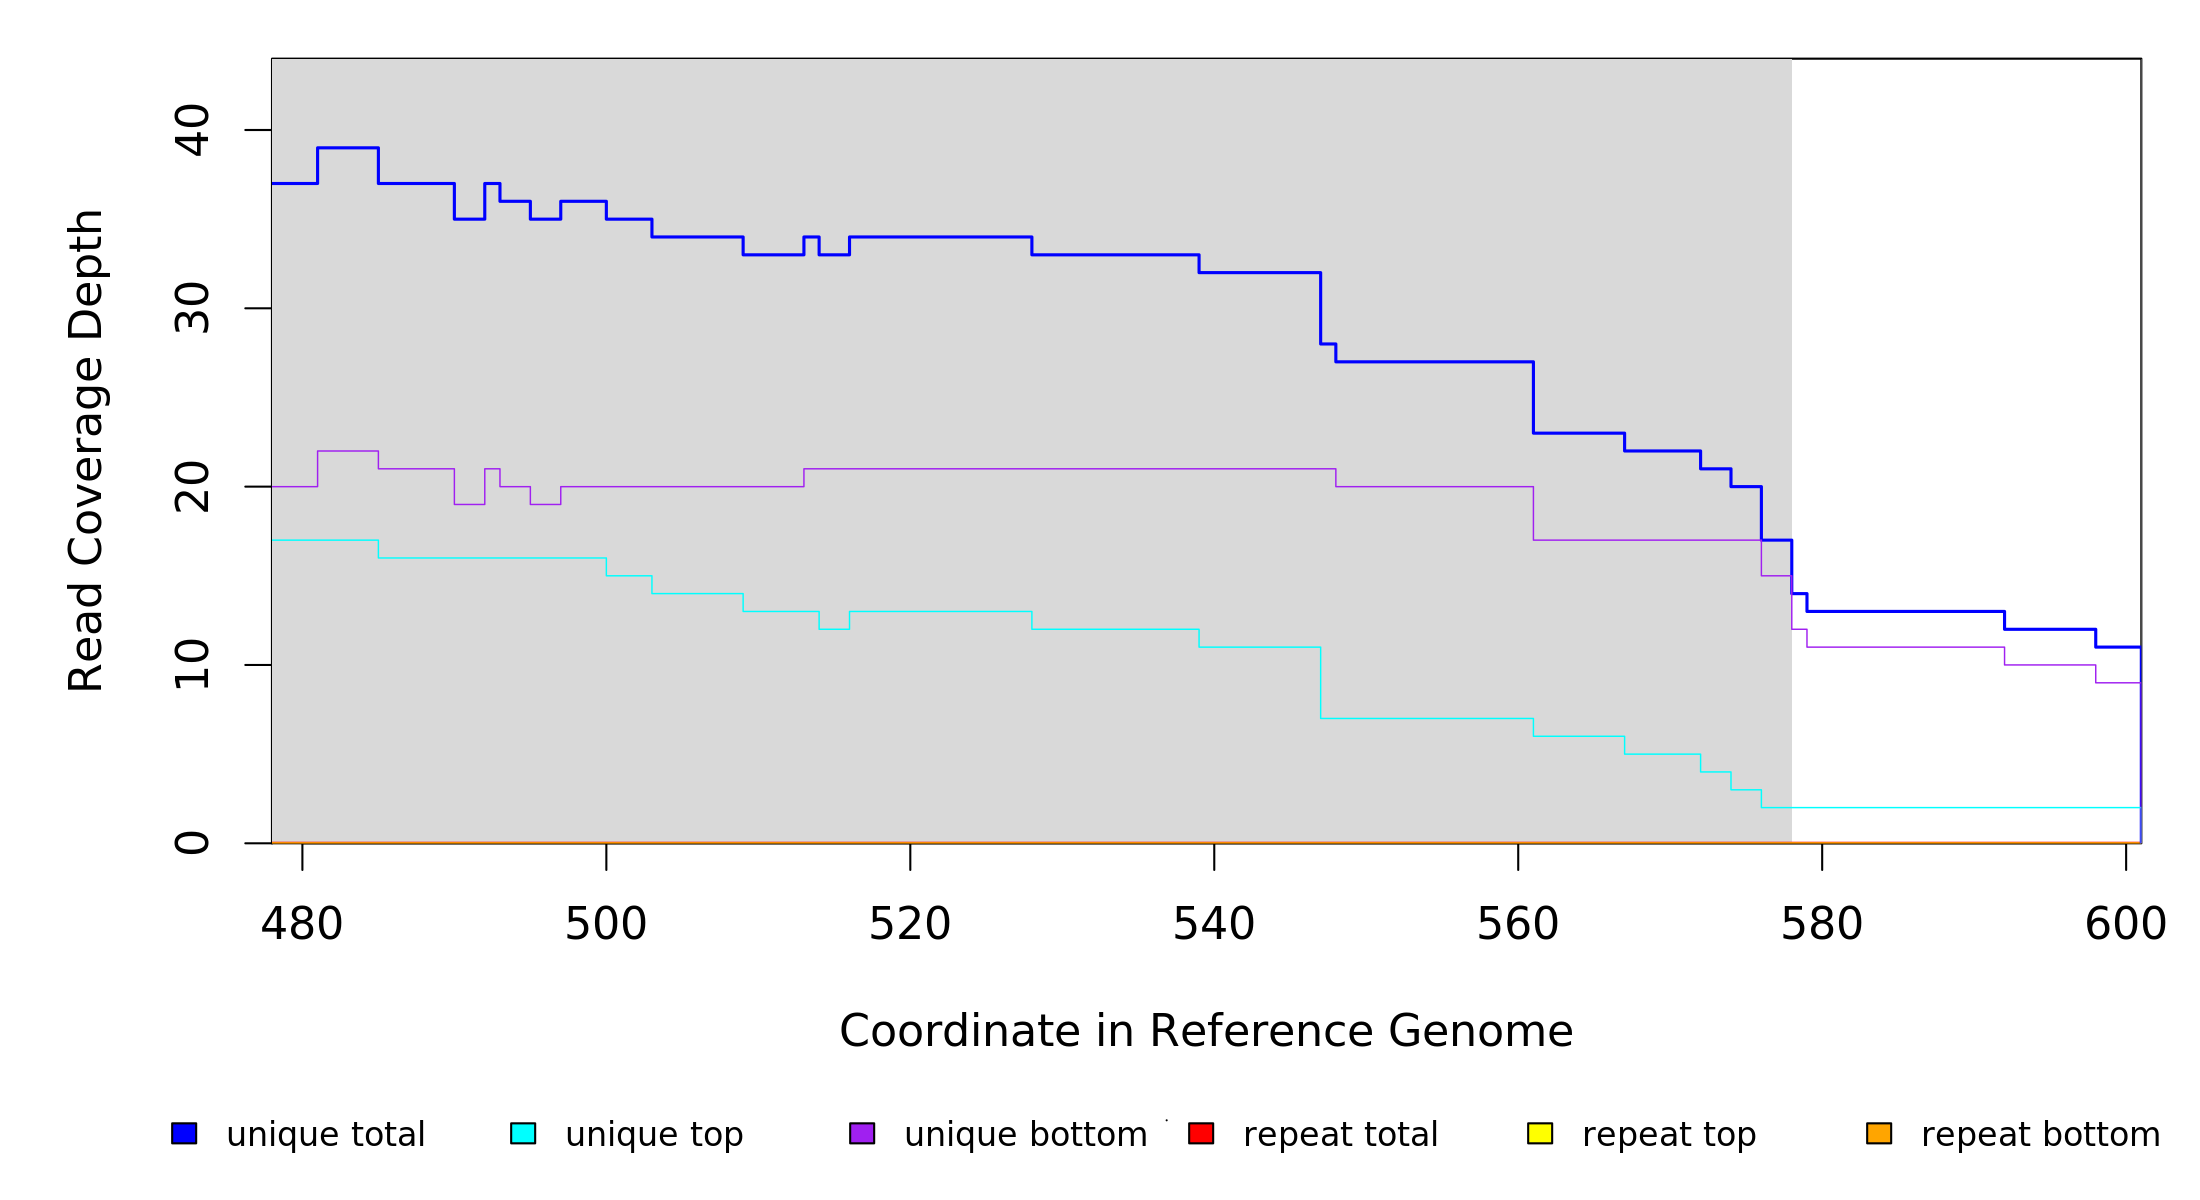 Read Coverage Depth
40
30
20
10
0
480 500 520 540 560 580 600
Coordinate in Reference Genome
unique total unique top unique bottom repeat total repeat top repeat bottom